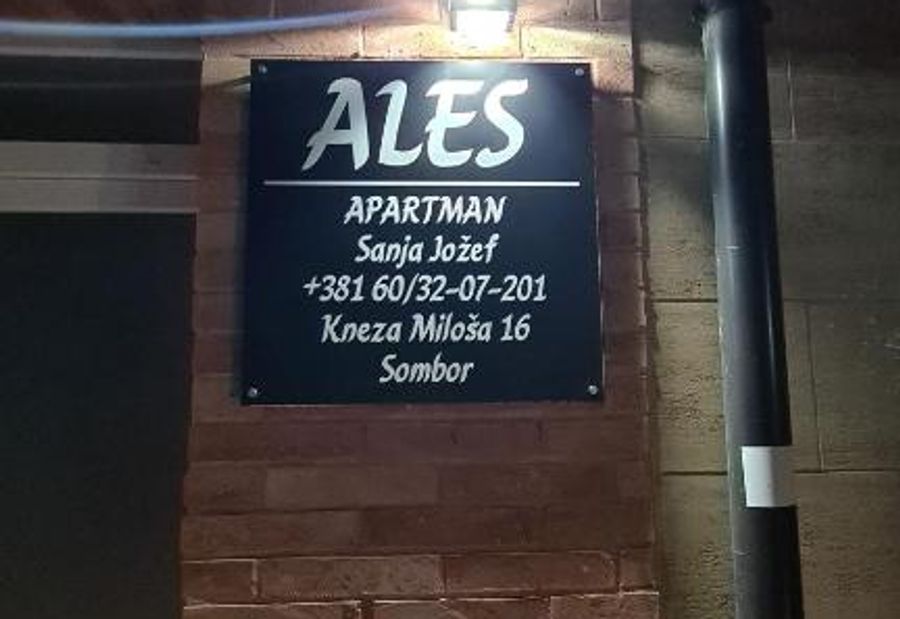 ALES
APARTMAN
Sanja Jožef
+381 60/32-07-201
Kneza Miloša 16
Sombor